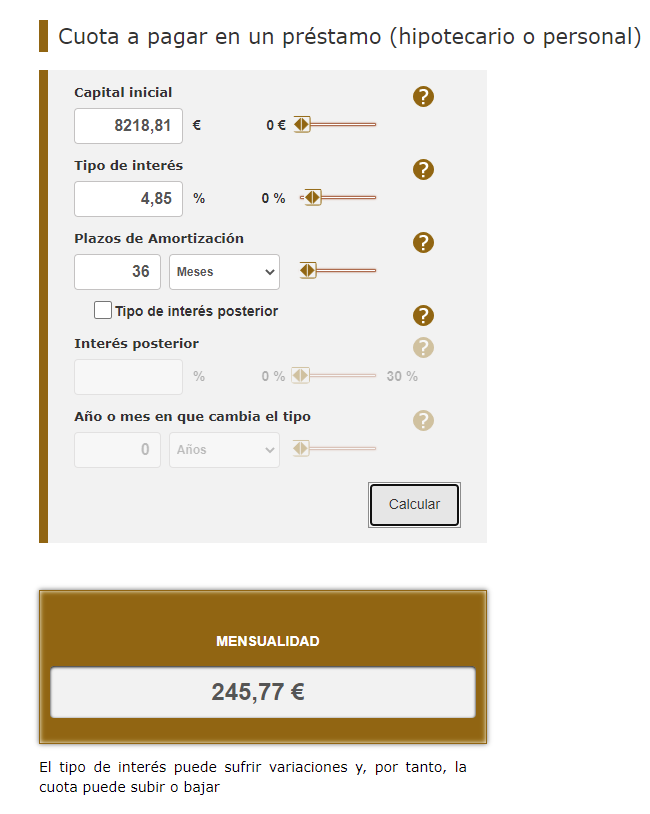 Cuota a pagar en un préstamo (hipotecario o personal)
Capital inicial
?
8218,81 € 0 €
Tipo de interés
?
4,85 % 0 %
Plazos de Amortización
?
36 Meses
Tipo de interés posterior
?
Interés posterior
?
% 0 % 30 %
Año o mes en que cambia el tipo
?
0 Años
Calcular
MENSUALIDAD
245,77 €
El tipo de interés puede sufrir variaciones y, por tanto, la
cuota puede subir o bajar